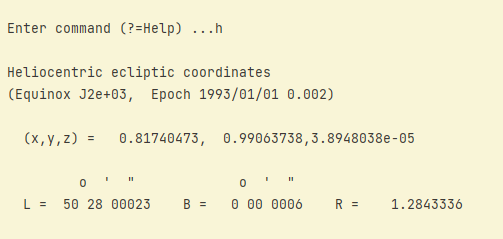 Enter command (?=Help) ...h
Heliocentric ecliptic coordinates
(Equinox J2e+03,  Epoch 1993/01/01 0.002)
(x,y,z) =   0.81740473,  0.99063738,3.8948038e-05
o  '  "             o  '  "
L =  50 28 00023    B =   0 00 0006    R =    1.2843336